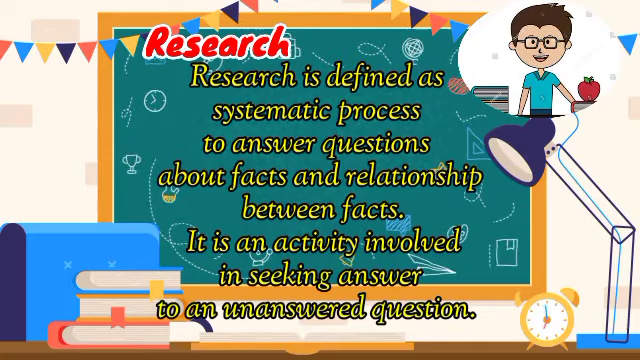 Research
Research is defined as
systematic process
to answer questions
about facts and relationship
between facts.
It is an activity involved
in seeking answer
to an unanswered question.